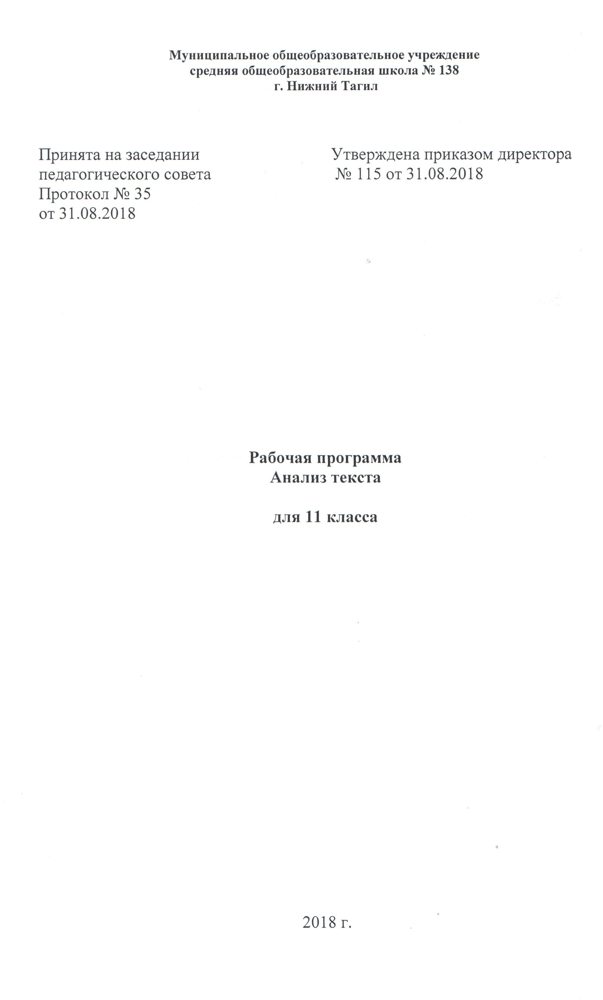 Муниципальное общеобразовательное учреждение
средняя общеобразовательная школа № 138
г. Нижний Тагил
Принята на заседании
педагогического совета
Протокол № 35
от 31.08.2018
Утверждена приказом директора
№ 115 от 31.08.2018
Рабочая программа
Анализ текста
для 11 класса
2018 г.